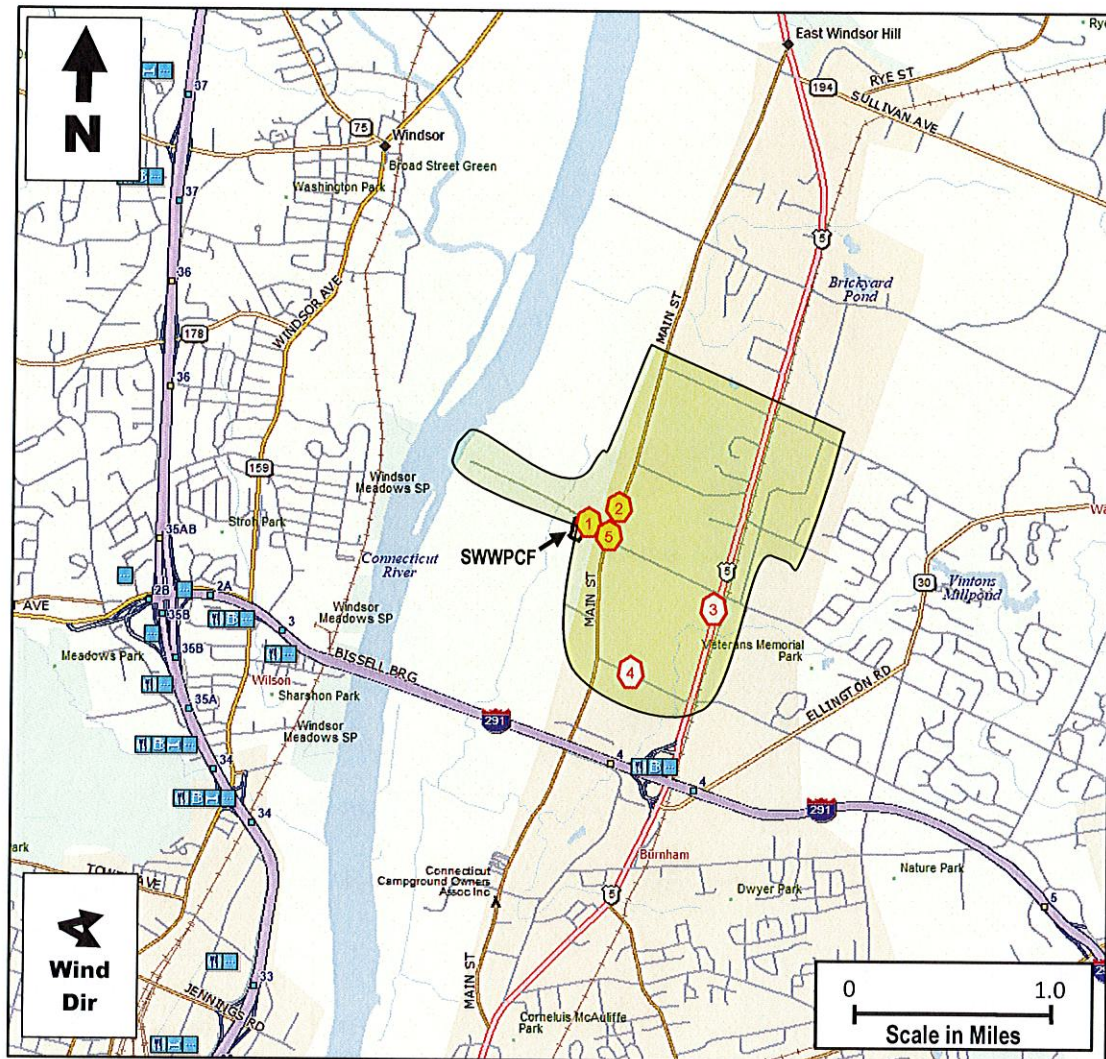 N
37
East Windsor Hill
Rye
RYE ST
194
SULLIVAN AVE
75
Windsor
Broad Street Green
Washington Park
37
5
Brickyard
Pond
WINDSOR AVE
MAIN ST
36
178
36
159
Windsor
Meadows SP
Stroh Park
35AB
Connecticut
River
SWWPCF
1
2
5
5
3
4
MAIN ST
30
Vintons
Millpond
AVE
2B
2A
35B
3
Windsor
Meadows SP
Meadows Park
35B
BISSELL BRG
Wilson
Sharshon Park
Veterans Memorial
Park
35A
Windsor
Meadows SP
ELLINGTON RD
291
34
4
4
34
291
Burnham
Nature Park
ark
Connecticut
Campground Owners
Assoc Inc
Dwyer Park
5
5
Wind
Dir
33
MAIN ST
JENNINGS RD
Corneluis McAuliffe
Park
0
1.0
Scale in Miles